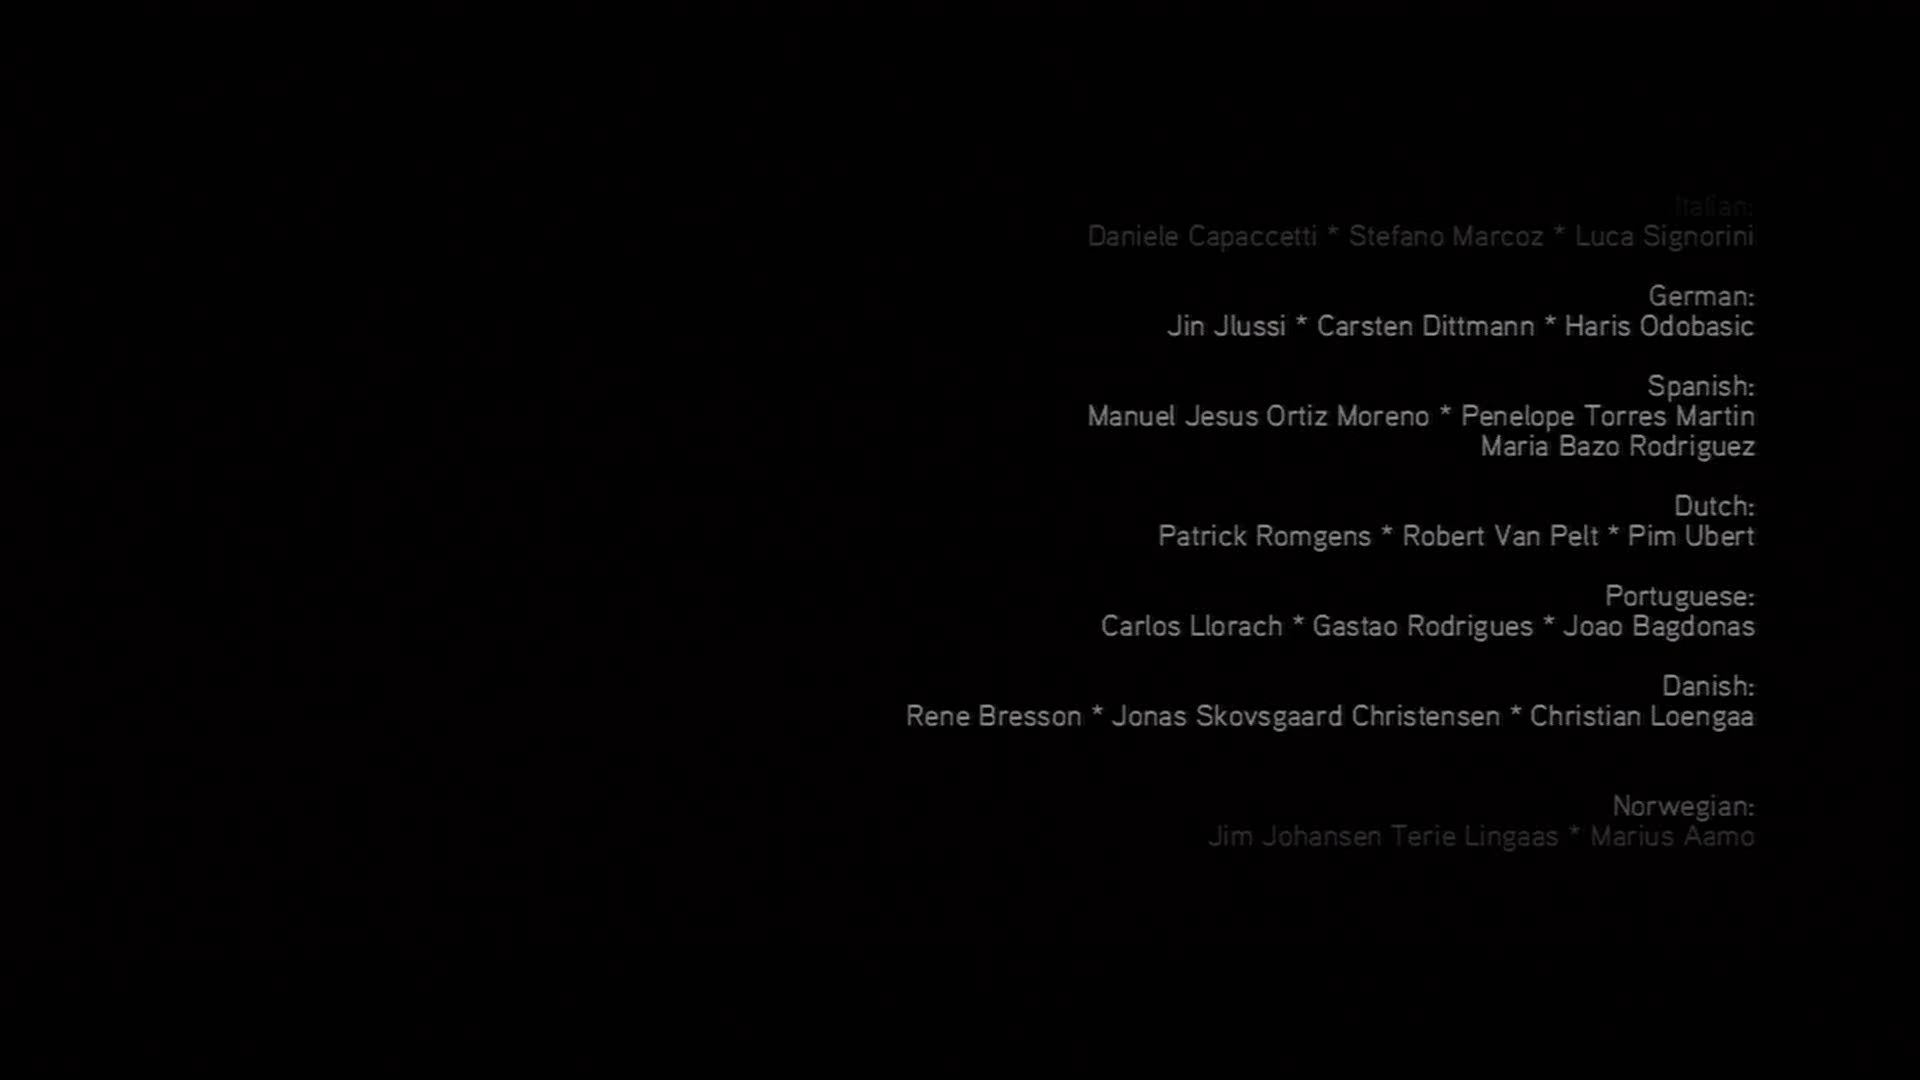 Italian:
Daniele Capaccetti * Stefano Marcoz * Luca Signorini
German:
Jin Jlussi * Carsten Dittmann * Haris Odobasic
Spanish:
Manuel Jesus Ortiz Moreno * Penelope Torres Martin
Maria Bazo Rodriguez
Dutch:
Patrick Romgens * Robert Van Pelt * Pim Ubert
Portuguese:
Carlos Llorach * Gastao Rodrigues * Joao Bagdonas
Danish:
Rene Bresson * Jonas Skovsgaard Christensen * Christian Loengaa
Norwegian:
Jim Johansen Terie Lingaas * Marius Aamo